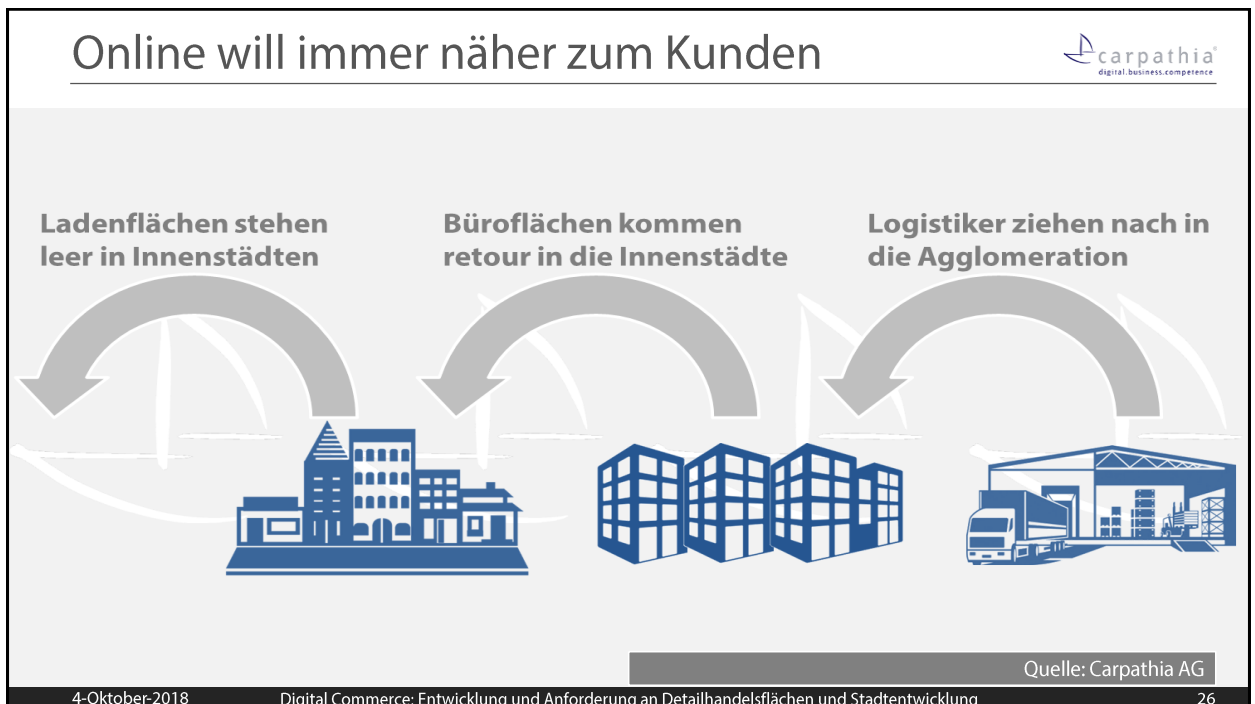 Online will immer näher zum Kunden
carpathia
digital.business.competence
Ladenflächen stehen
leer in Innenstädten
Büroflächen kommen
retour in die Innenstädte
Logistiker ziehen nach in
die Agglomeration
Quelle: Carpathia AG
4-Oktober-2018 Digital Commerce: Entwicklung und Anforderung an Detailhandelsflächen und Stadtentwicklung 26